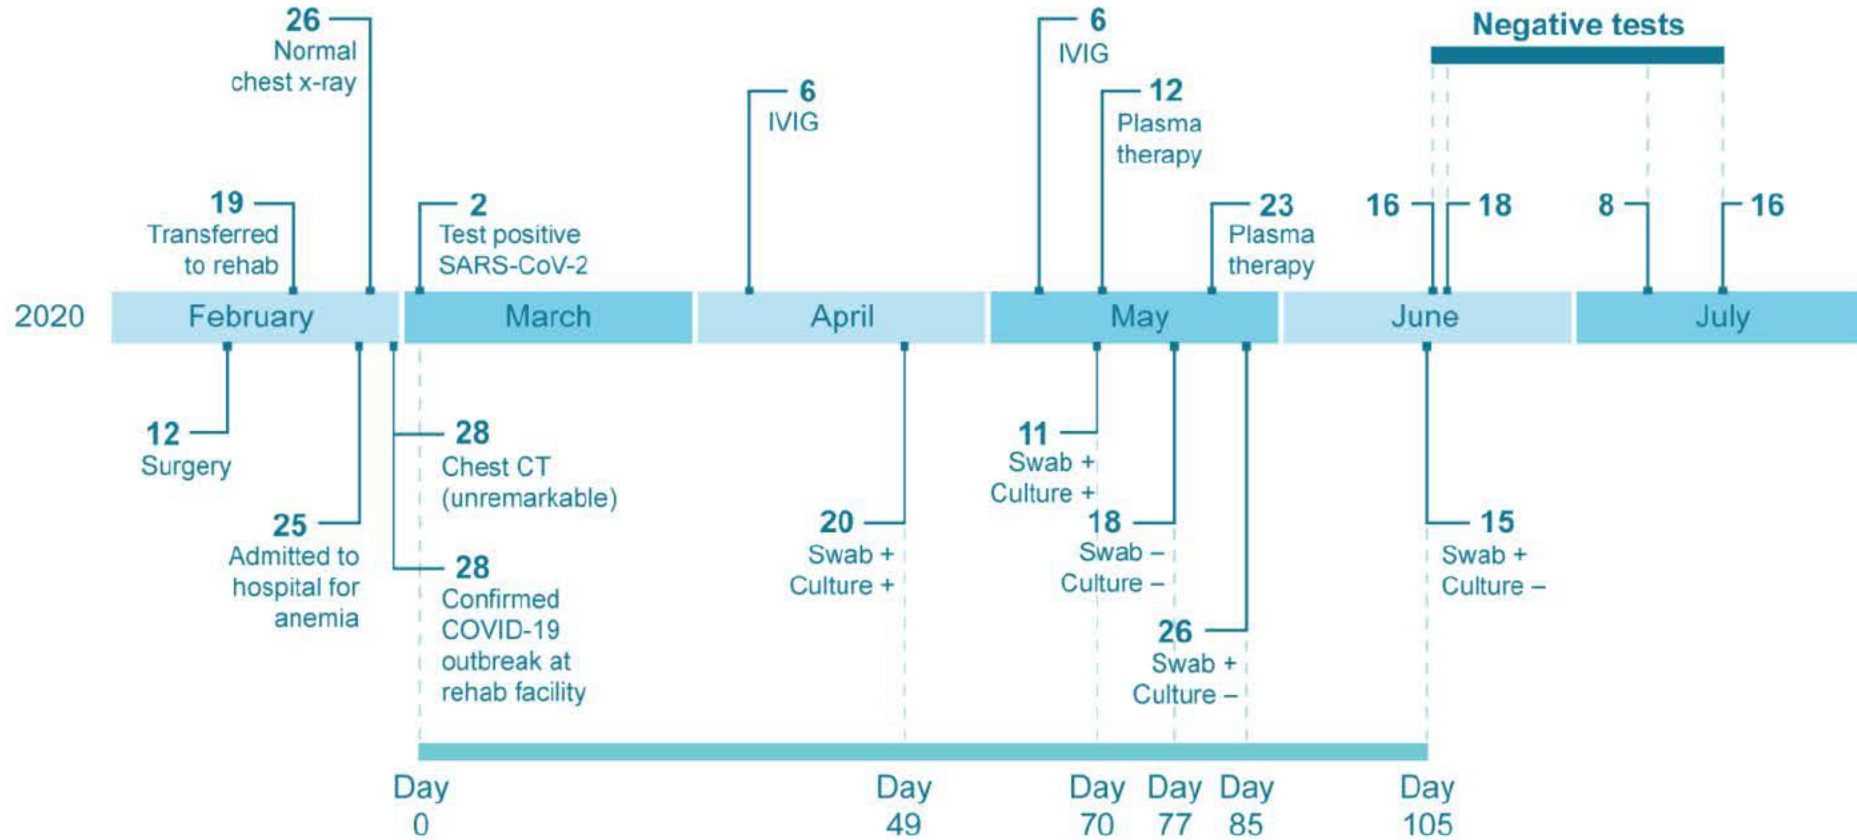 26
Normal
chest x-ray
6
IVIG
6
IVIG
12
Plasma
therapy
Negative tests
19
Transferred
to rehab
2
Test positive
SARS-CoV-2
23
Plasma
therapy
16
18
8
16
2020
February
March
April
May
June
July
12
Surgery
25
Admitted to
hospital for
anemia
28
Chest CT
(unremarkable)
28
Confirmed
COVID-19
outbreak at
rehab facility
20
Swab +
Culture +
11
Swab +
Culture +
18
Swab –
Culture –
26
Swab +
Culture –
15
Swab +
Culture –
Day
0
Day
49
Day
70
Day
77
Day
85
Day
105